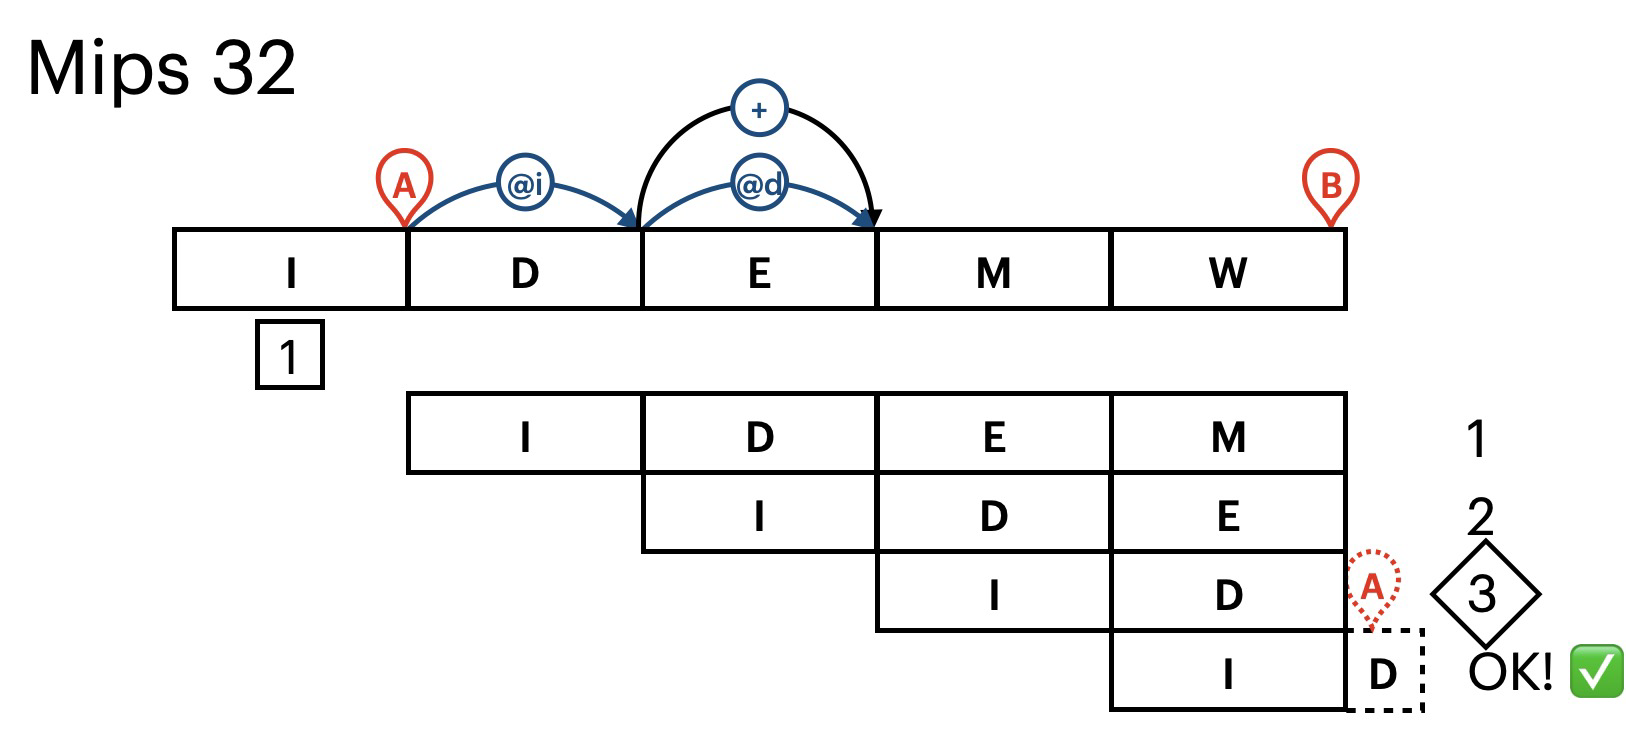 Mips 32
+
A @i @d B
I D E M W
1
I D E M 1
I D E 2
I D A 3
I D OK! ✅